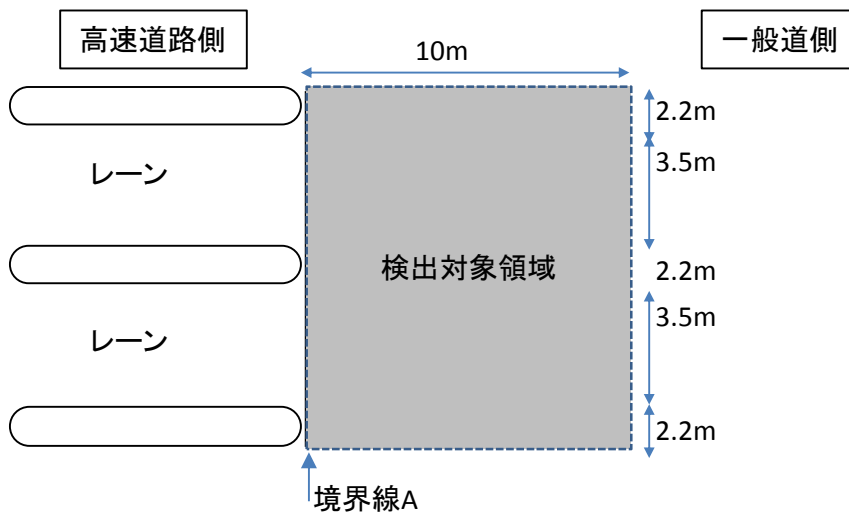 高速道路側
10m
一般道側
2.2m
レーン
3.5m
検出対象領域
2.2m
レーン
3.5m
2.2m
境界線A